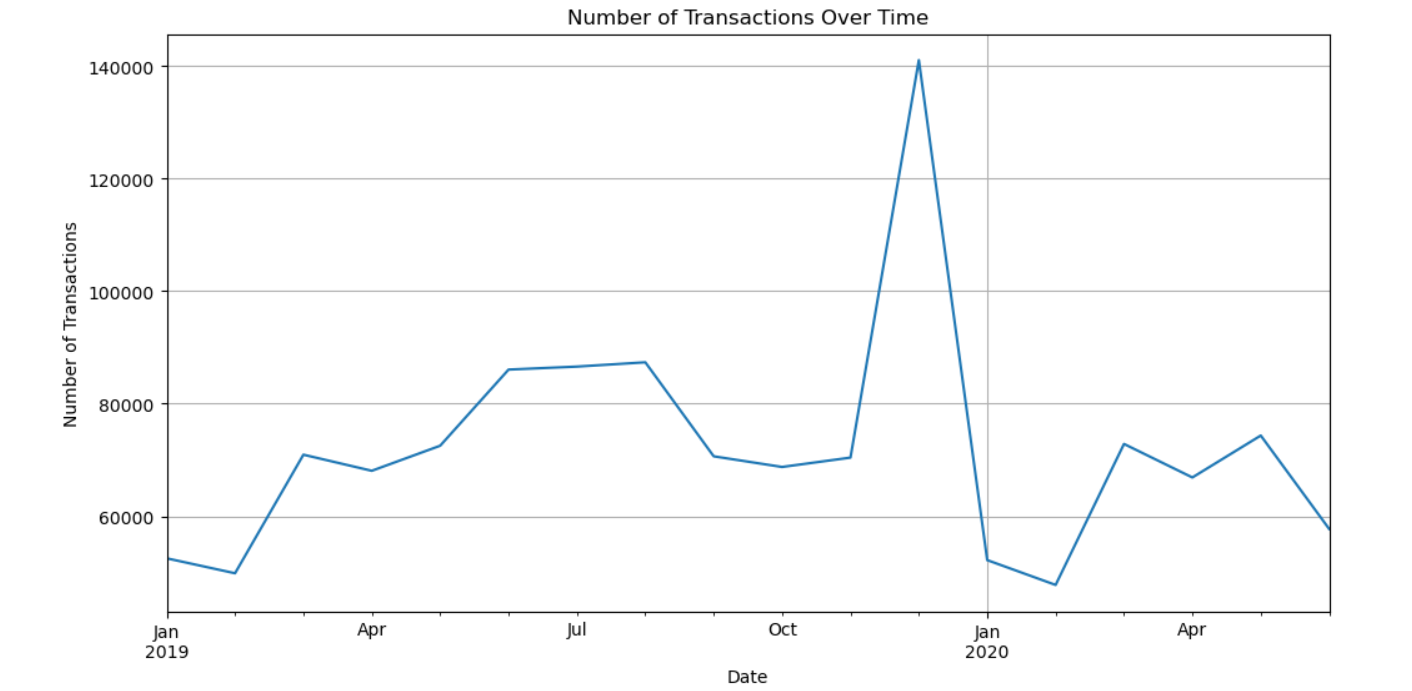 Number of Transactions Over Time
Number of Transactions
140000
120000
100000
80000
60000
Jan Apr Jul Oct Jan Apr
2019 2020
Date